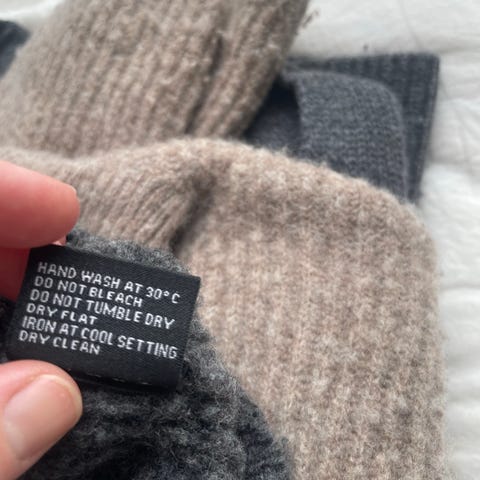 HAND WASH AT 30°C
DO NOT BLEACH
DO NOT TUMBLE DRY
DRY FLAT
IRON AT COOL SETTING
DRY CLEAN